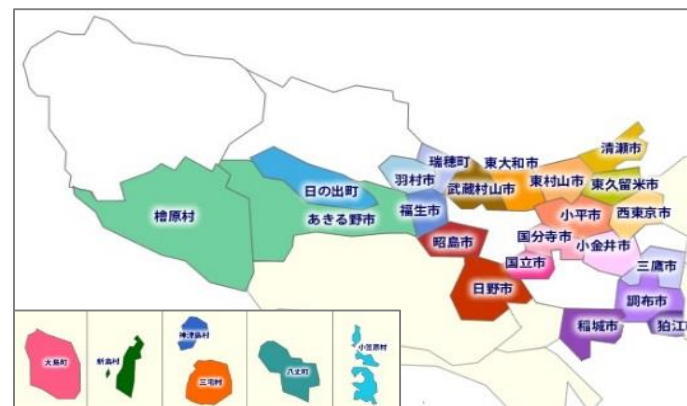 清瀬市
瑞穂町
東大和市
羽村市
武蔵村山市
東村山市
東久留米市
日の出町
檜原村
あきる野市
福生市
小平市
西東京市
昭島市
国分寺市
小金井市
国立市
三鷹市
日野市
調布市
稲城市
狛江市
大島町
新島村
神津島村
三宅村
八丈町
小笠原村